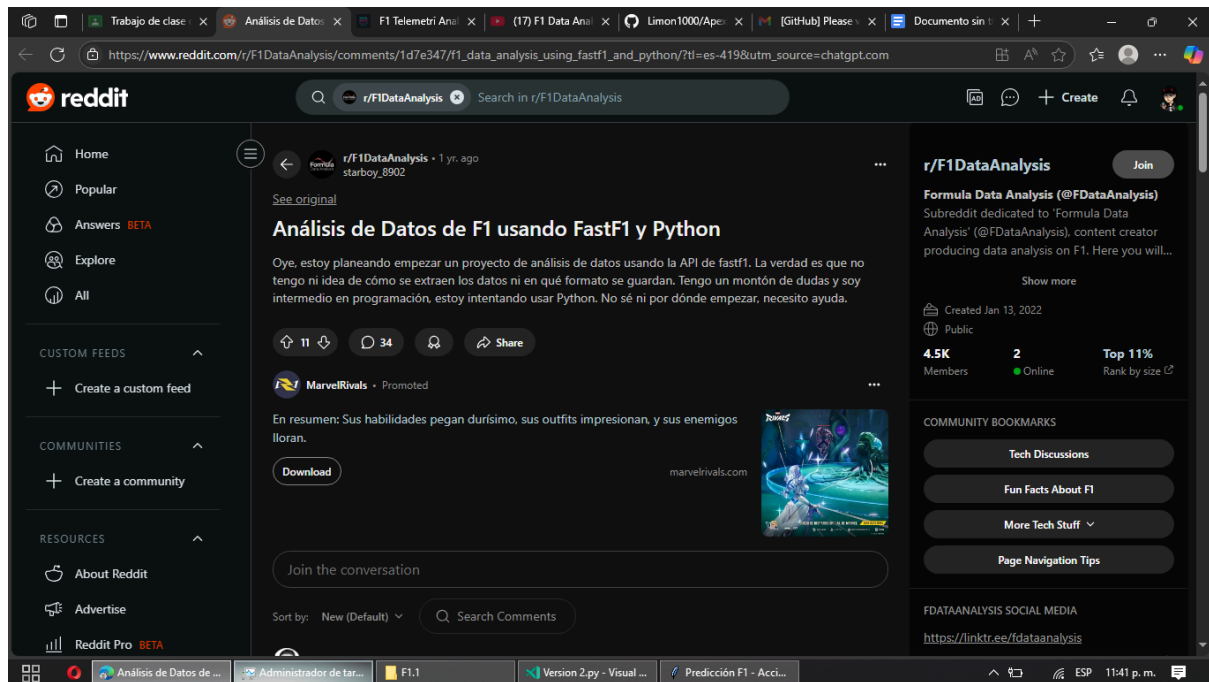 Trabajo de clase
Análisis de Datos
F1 Telemetri Anal
(17) F1 Data Anal
Limon1000/Apex
[GitHub] Please v
Documento sin t
https://www.reddit.com/r/F1DataAnalysis/comments/1d7e347/f1_data_analysis_using_fastf1_and_python/?tl=es-419&utm_source=chatgpt.com
reddit
r/F1DataAnalysis
Search in r/F1DataAnalysis
AD
Create
Home
Popular
Answers BETA
Explore
All
CUSTOM FEEDS
Create a custom feed
COMMUNITIES
Create a community
RESOURCES
About Reddit
Advertise
Reddit Pro BETA
r/F1DataAnalysis • 1 yr. ago
starboy_8902
See original
Análisis de Datos de F1 usando FastF1 y Python
Oye, estoy planeando empezar un proyecto de análisis de datos usando la API de fastf1. La verdad es que no
tengo ni idea de cómo se extraen los datos ni en qué formato se guardan. Tengo un montón de dudas y soy
intermedio en programación, estoy intentando usar Python. No sé ni por dónde empezar, necesito ayuda.
11
34
Share
MarvelRivals • Promoted
En resumen: Sus habilidades pegan durísimo, sus outfits impresionan, y sus enemigos
lloran.
Download
marvelrivals.com
RIVALS
Join the conversation
Sort by: New (Default)
Search Comments
r/F1DataAnalysis
Join
Formula Data Analysis (@FDataAnalysis)
Subreddit dedicated to 'Formula Data
Analysis' (@FDataAnalysis), content creator
producing data analysis on F1. Here you will...
Show more
Created Jan 13, 2022
Public
4.5K
2
Top 11%
Members
Online
Rank by size
COMMUNITY BOOKMARKS
Tech Discussions
Fun Facts About F1
More Tech Stuff
Page Navigation Tips
FDATAANALYSIS SOCIAL MEDIA
https://linktr.ee/fdataanalysis
Análisis de Datos de ...
Administrador de tar...
F1.1
Version 2.py - Visual ...
Predicción F1 - Acci...
ESP
11:41 p. m.